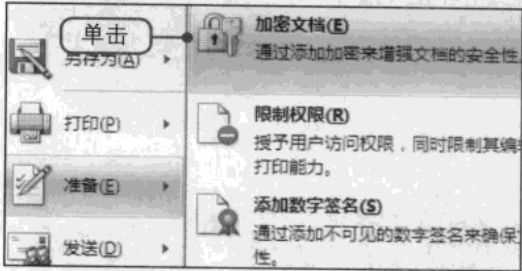 单击
另存为(A)
打印(P)
准备(E)
发送(D)
加密文档(E)
通过添加加密来增强文档的安全性
限制权限(R)
授予用户访问权限，同时限制其编
打印能力。
添加数字签名(S)
通过添加不可见的数字签名来确保
性。